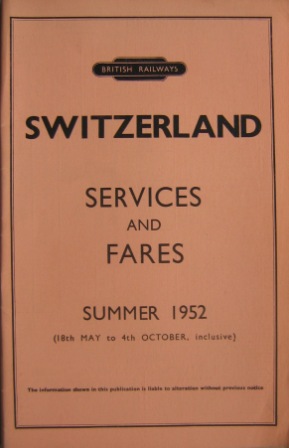 BRITISH RAILWAYS
SWITZERLAND
SERVICES
AND
FARES
SUMMER 1952
(18th MAY to 4th OCTOBER, inclusive)
The information shown in this publication is liable to alteration without previous notice